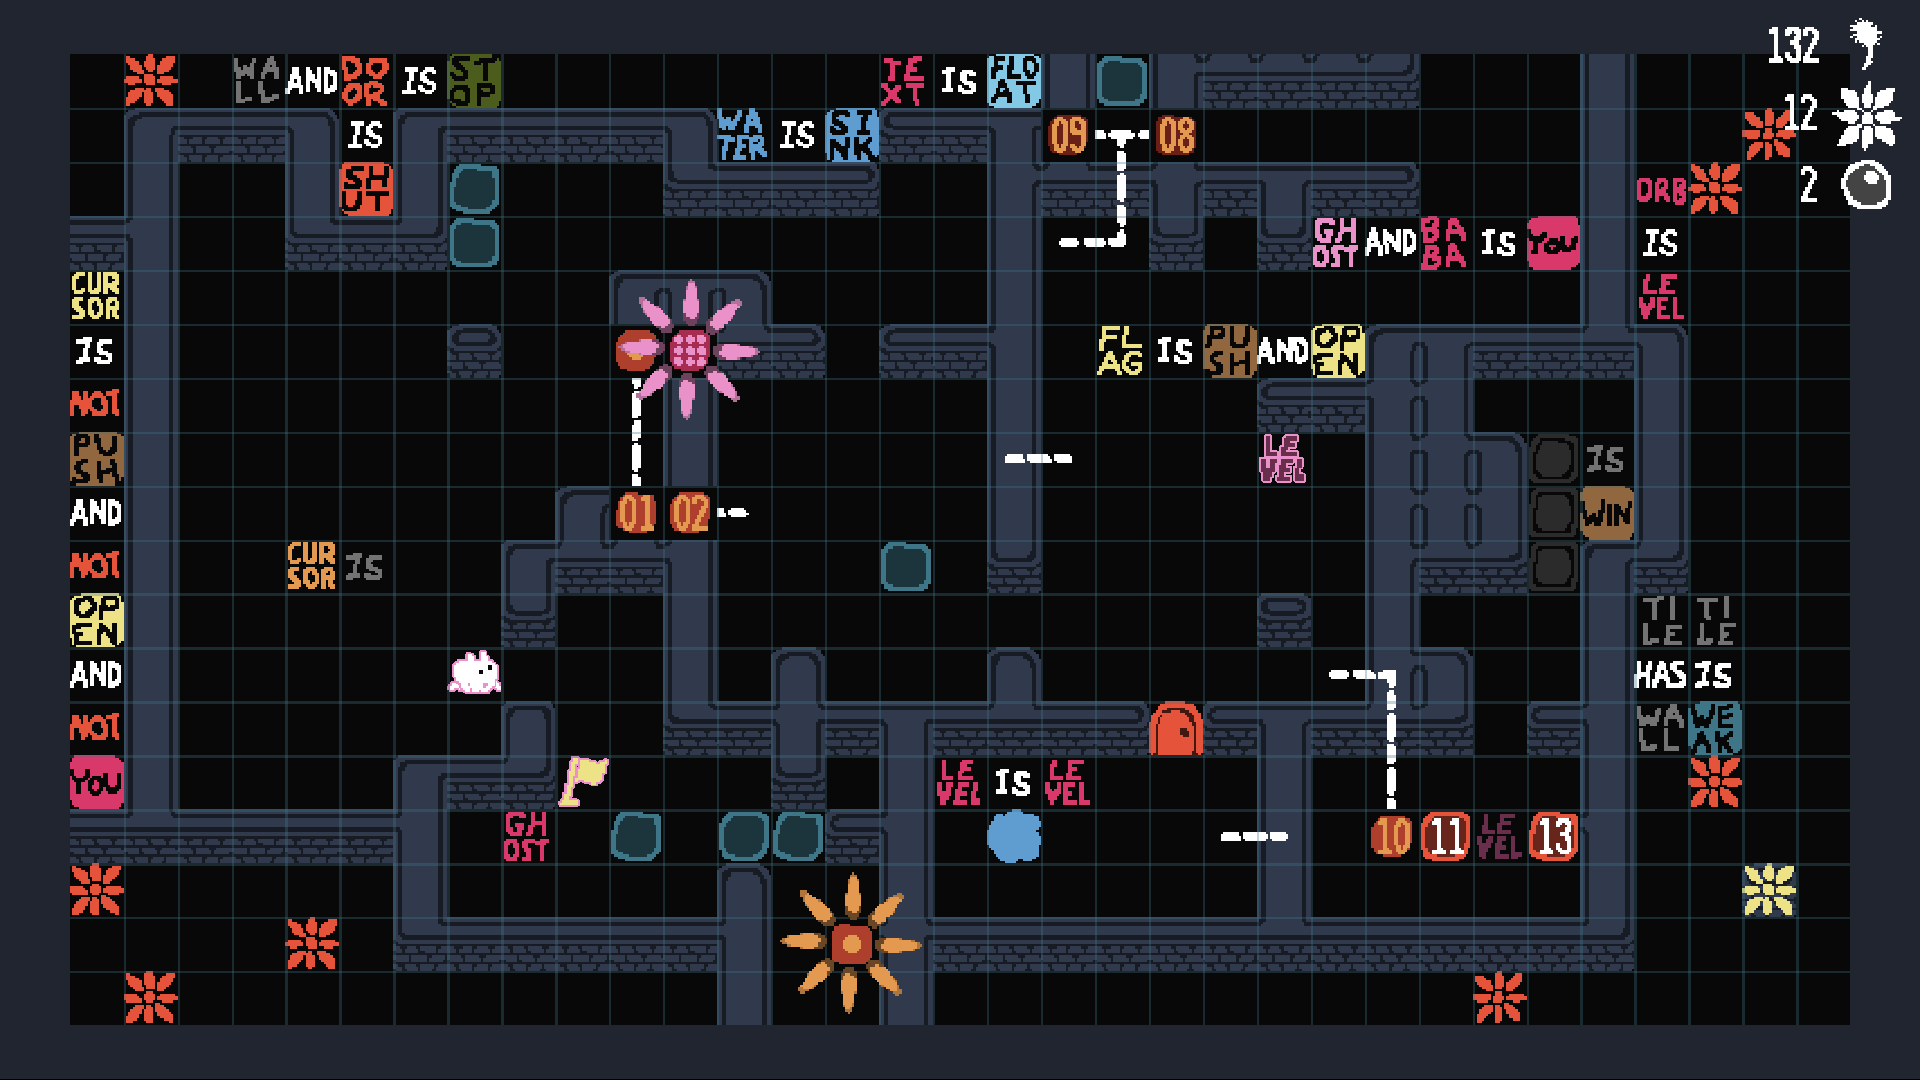 132
WALL AND DOOR IS STOP
TEXT IS FLOAT
12
IS
WATER IS SINK
09
08
SHUT
ORB
2
GHOST AND BABA IS YOU
IS
CURSOR
LEVEL
IS
FLAG IS PUSH AND OPEN
NOT
PUSH
LEVEL
IS
AND
01 02
WIN
NOT
CURSOR IS
OPEN
TILE TILE
AND
HAS IS
NOT
WALL WEAK
YOU
LEVEL IS LEVEL
GHOST
10 11 LEVEL 13